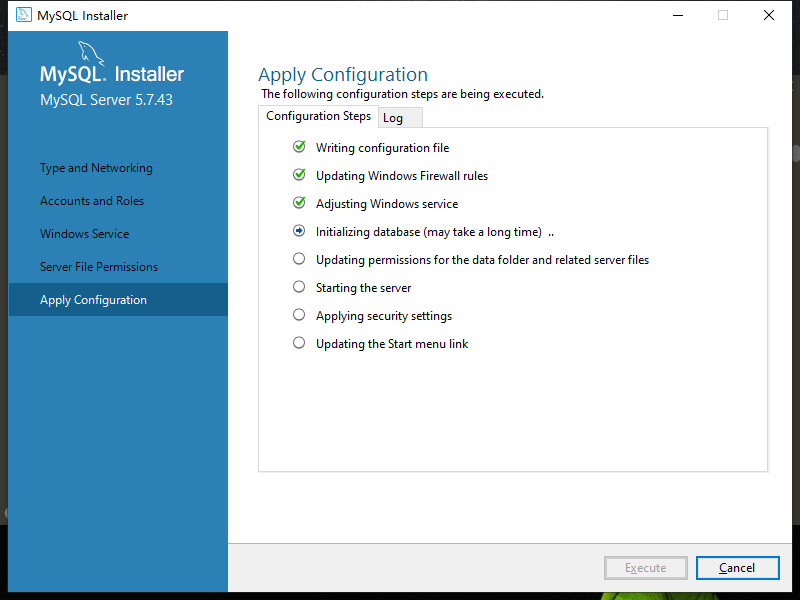 MySQL Installer
MySQL. Installer
MySQL Server 5.7.43
Type and Networking
Accounts and Roles
Windows Service
Server File Permissions
Apply Configuration
Apply Configuration
The following configuration steps are being executed.
Configuration Steps Log
Writing configuration file
Updating Windows Firewall rules
Adjusting Windows service
Initializing database (may take a long time) ..
Updating permissions for the data folder and related server files
Starting the server
Applying security settings
Updating the Start menu link
Execute Cancel